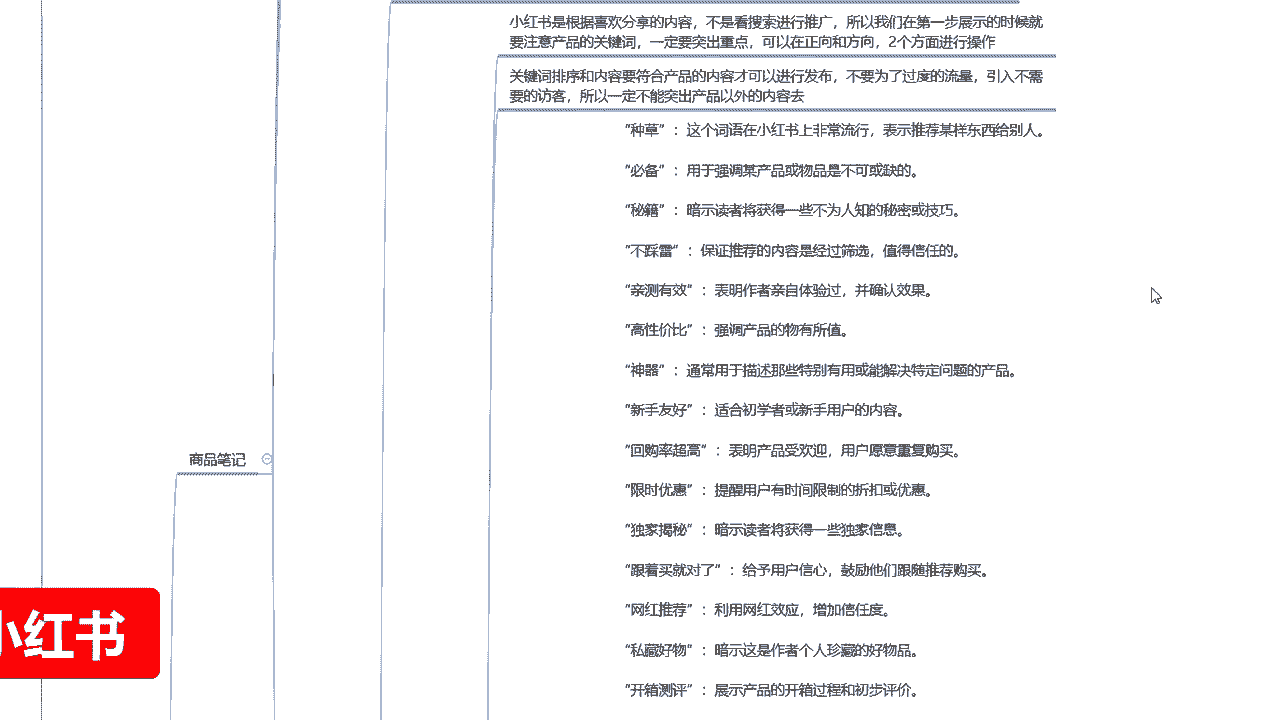 小红书是根据喜欢分享的内容，不是看搜索进行推广，所以我们在第一步展示的时候就
要注意产品的关键词，一定要突出重点，可以在正向和方向，2个方面进行操作
关键词排序和内容要符合产品的内容才可以进行发布，不要为了过度的流量，引入不需
要的访客，所以一定不能突出产品以外的内容去
"种草" ：这个词语在小红书上非常流行，表示推荐某样东西给别人。
"必备" ：用于强调某产品或物品是不可或缺的。
"秘籍" ：暗示读者将获得一些不为人知的秘密或技巧。
"不踩雷" ：保证推荐的内容是经过筛选，值得信任的。
"亲测有效" ：表明作者亲自体验过，并确认效果。
"高性价比" ：强调产品的物有所值。
"神器" ：通常用于描述那些特别有用或能解决特定问题的产品。
"新手友好" ：适合初学者或新手用户的内容。
"回购率超高" ：表明产品受欢迎，用户愿意重复购买。
商品笔记
"限时优惠" ：提醒用户有时间限制的折扣或优惠。
"独家揭秘" ：暗示读者将获得一些独家信息。
"跟着买就对了" ：给予用户信心，鼓励他们跟随推荐购买。
"网红推荐" ：利用网红效应，增加信任度。
小红书
"私藏好物" ：暗示这是作者个人珍藏的好物品。
"开箱测评" ：展示产品的开箱过程和初步评价。